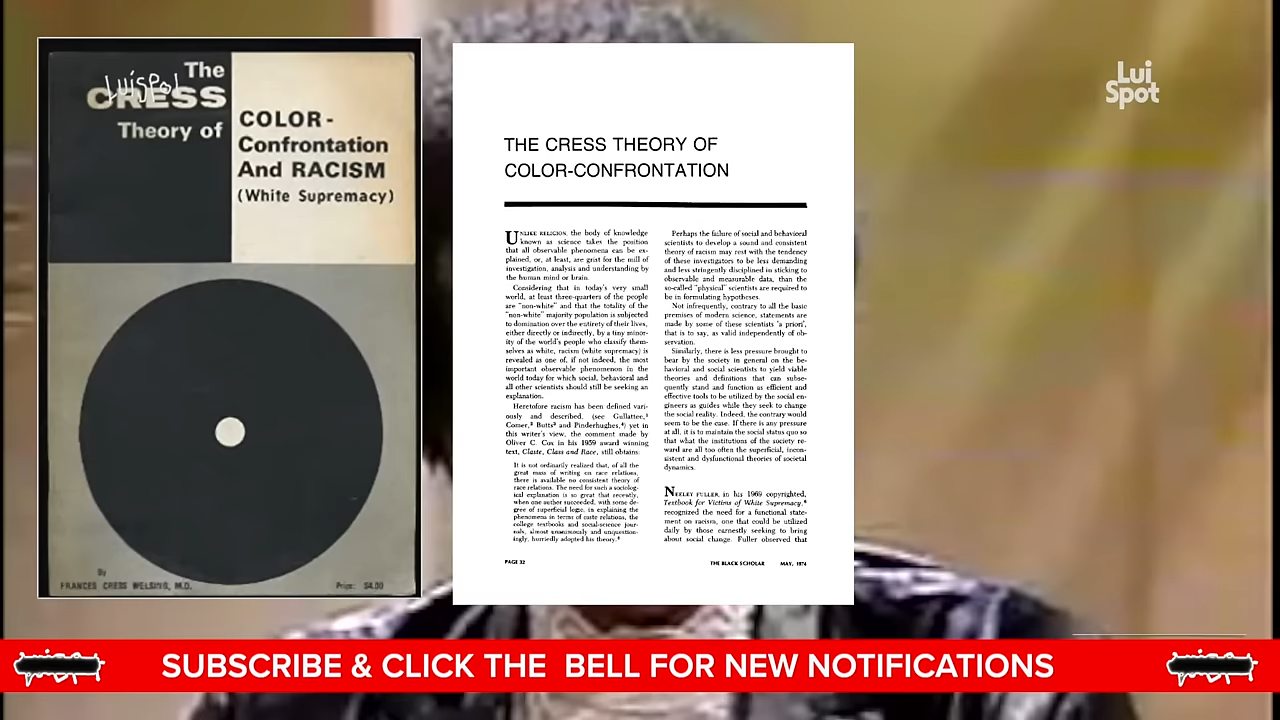 The
Luispol
CRESS
Theory of
COLOR-
Confrontation
And RACISM
(White Supremacy)
By
FRANCES CRESS WELSING, M.D.
Price: $4.00
THE CRESS THEORY OF
COLOR-CONFRONTATION
UNLIKE RELIGION, the body of knowledge
known as science takes the position
that all observable phenomena can be ex-
plained, or, at least, are grist for the mill of
investigation, analysis and understanding by
the human mind or brain.
Considering that in today's very small
world, at least three-quarters of the people
are "non-white" and that the totality of the
"non-white" majority population is subjected
to domination over the entirety of their lives,
either directly or indirectly, by a tiny minor-
ity of the world's people who classify them-
selves as white, racism (white supremacy) is
revealed as one of, if not indeed, the most
important observable phenomenon in the
world today for which social, behavioral and
all other scientists should still be seeking an
explanation.
Heretofore racism has been defined vari-
ously and described, (see Gullattee,¹
Comer,² Butts³ and Pinderhughes,⁴) yet in
this writer's view, the comment made by
Oliver C. Cox in his 1959 award winning
text, Claste, Class and Race, still obtains:
It is not ordinarily realized that, of all the
great mass of writing on race relations,
there is available no consistent theory of
race relations. The need for such a sociolog-
ical explanation is so great that recently,
when one author succeeded, with some de-
gree of superficial logic, in explaining the
phenomena in terms of caste relations, the
college textbooks and social-science jour-
nals, almost unanimously and unquestion-
ingly, hurriedly adopted his theory.
Perhaps the failure of social and behavioral
scientists to develop a sound and consistent
theory of racism may rest with the tendency
of these investigators to be less demanding
and less stringently disciplined in sticking to
observable and measurable data, than the
so-called "physical" scientists are required to
be in formulating hypotheses.
Not infrequently, contrary to all the basic
premises of modern science, statements are
made by some of these scientists 'a priori',
that is to say, as valid independently of ob-
servation.
Similarly, there is less pressure brought to
bear by the society in general on the be-
havioral and social scientists to yield viable
theories and definitions that can subse-
quently stand and function as efficient and
effective tools to be utilized by the social en-
gineers as guides while they seek to change
the social reality. Indeed, the contrary would
seem to be the case. If there is any pressure
at all, it is to maintain the social status quo so
that what the institutions of the society re-
ward are all too often the superficial, incon-
sistent and dysfunctional theories of societal
dynamics.
NEELEY FULLER, in his 1969 copyrighted,
Textbook for Victims of White Supremacy,
recognized the need for a functional state-
ment on racism, one that could be utilized
daily by those earnestly seeking to bring
about social change. Fuller observed that
PAGE 32
THE BLACK SCHOLAR MAY, 1974
Lui
Spot
SUBSCRIBE & CLICK THE BELL FOR NEW NOTIFICATIONS